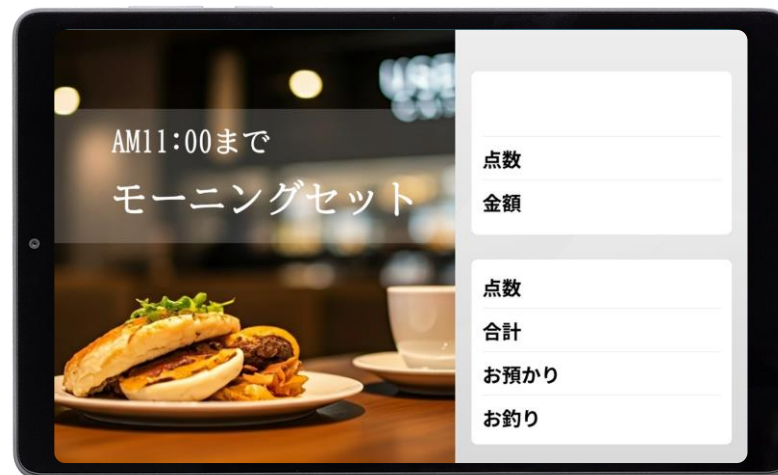 AM11:00まで
モーニングセット
点数
金額
点数
合計
お預かり
お釣り